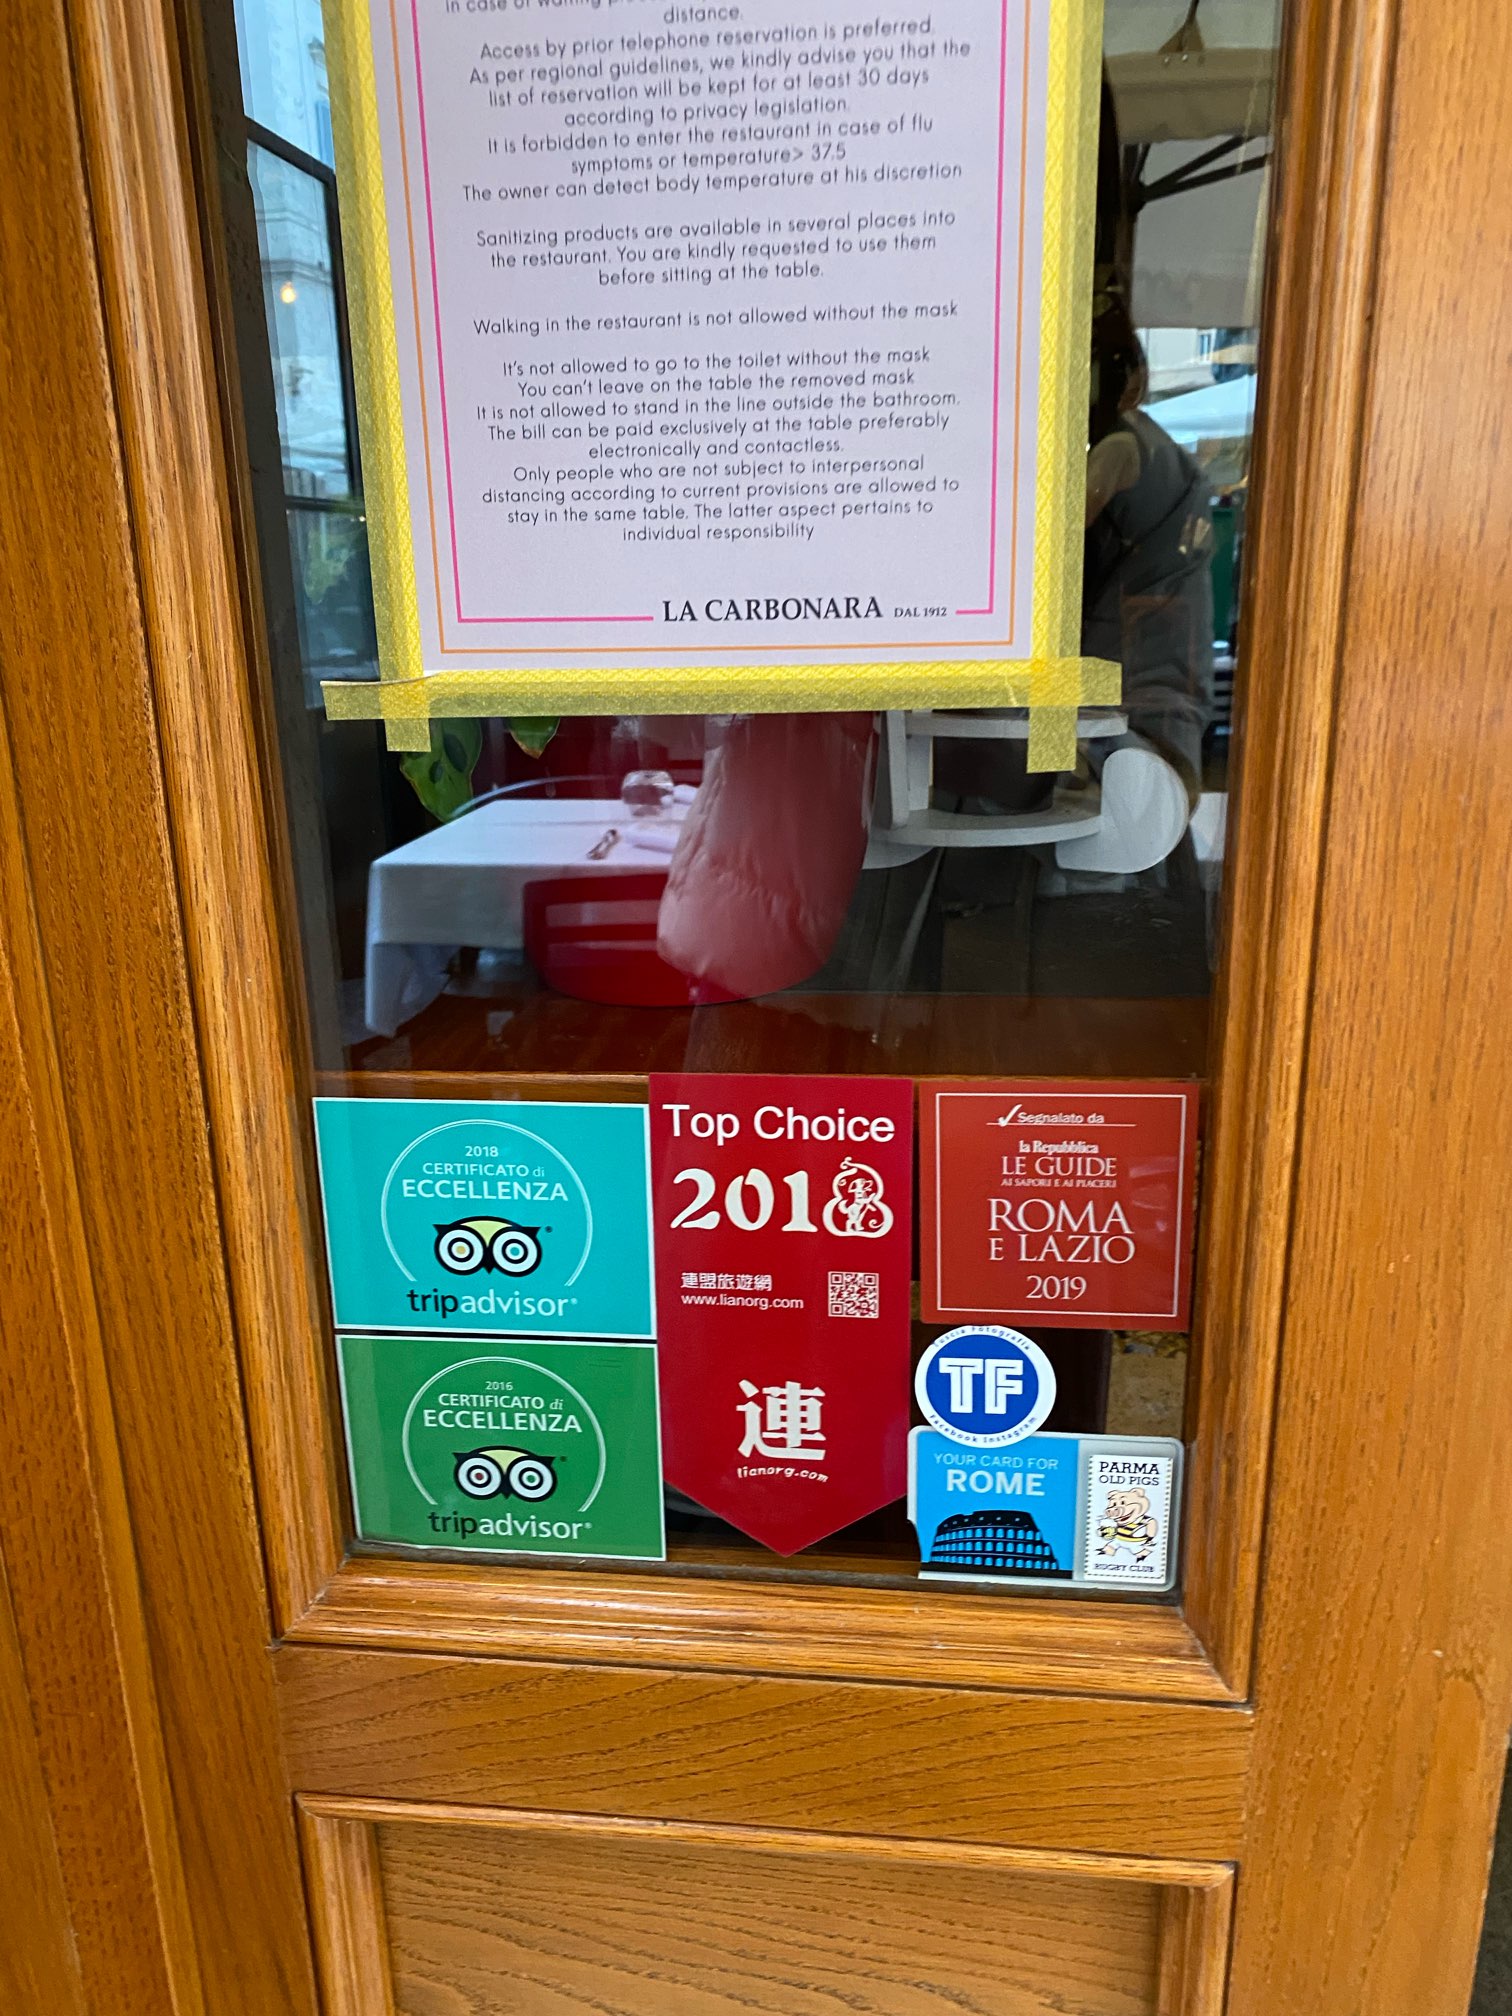 in case of waiting
distance.
Access by prior telephone reservation is preferred.
As per regional guidelines, we kindly advise you that the
list of reservation will be kept for at least 30 days
according to privacy legislation.
It is forbidden to enter the restaurant in case of flu
symptoms or temperature> 37.5
The owner can detect body temperature at his discretion
Sanitizing products are available in several places into
the restaurant. You are kindly requested to use them
before sitting at the table.
Walking in the restaurant is not allowed without the mask
It's not allowed to go to the toilet without the mask
You can't leave on the table the removed mask
It is not allowed to stand in the line outside the bathroom.
The bill can be paid exclusively at the table preferably
electronically and contactless.
Only people who are not subject to interpersonal
distancing according to current provisions are allowed to
stay in the same table. The latter aspect pertains to
individual responsibility
LA CARBONARA DAL 1912
2018
CERTIFICATO di
ECCELLENZA
tripadvisor®
2016
CERTIFICATO di
ECCELLENZA
tripadvisor®
Top Choice
2018
連盟旅遊網
www.lianorg.com
連
lianorg.com
Segnalato da
la Repubblica
LE GUIDE
AI SAPORI E AI PIACERI
ROMA
E LAZIO
2019
Tuscia Fotografia
TF
Facebook Instagram
YOUR CARD FOR
ROME
PARMA
OLD PIGS
RUGBY CLUB